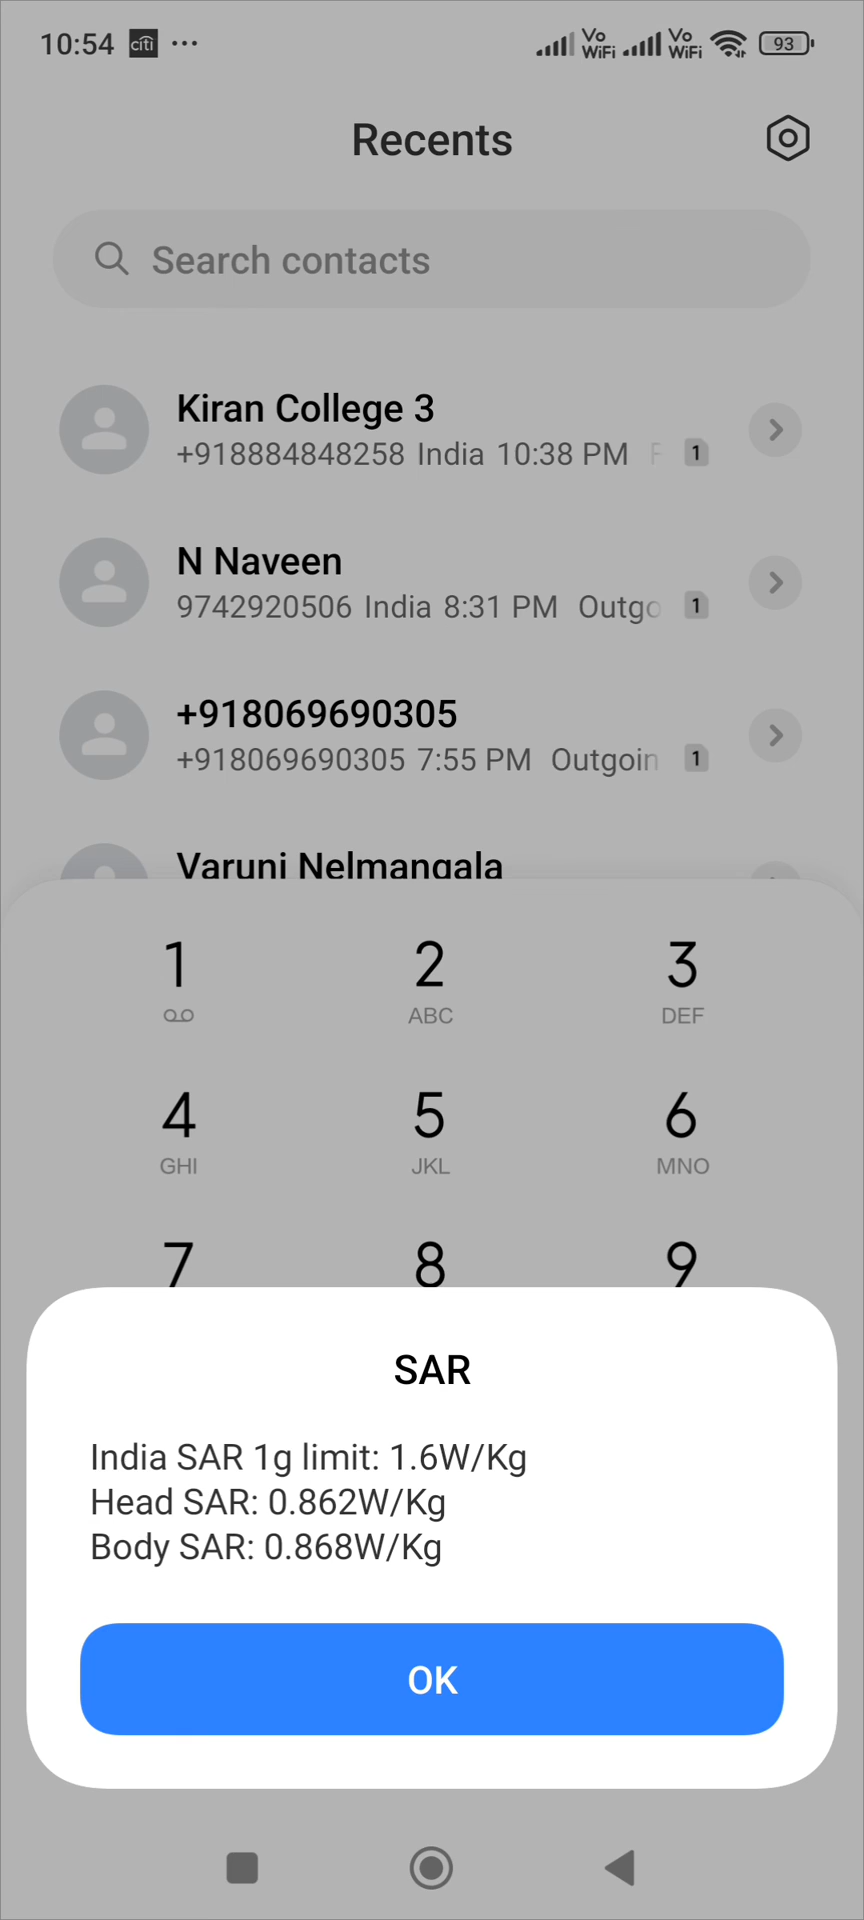 10:54 citi ... Vo WiFi Vo WiFi 93
Recents
Search contacts
Kiran College 3
+918884848258 India 10:38 PM F 1
N Naveen
9742920506 India 8:31 PM Outgo 1
+918069690305
+918069690305 7:55 PM Outgoin 1
Varuni Nelmangala
1 2 3
ABC DEF
4 5 6
GHI JKL MNO
7 8 9
SAR
India SAR 1g limit: 1.6W/Kg
Head SAR: 0.862W/Kg
Body SAR: 0.868W/Kg
OK